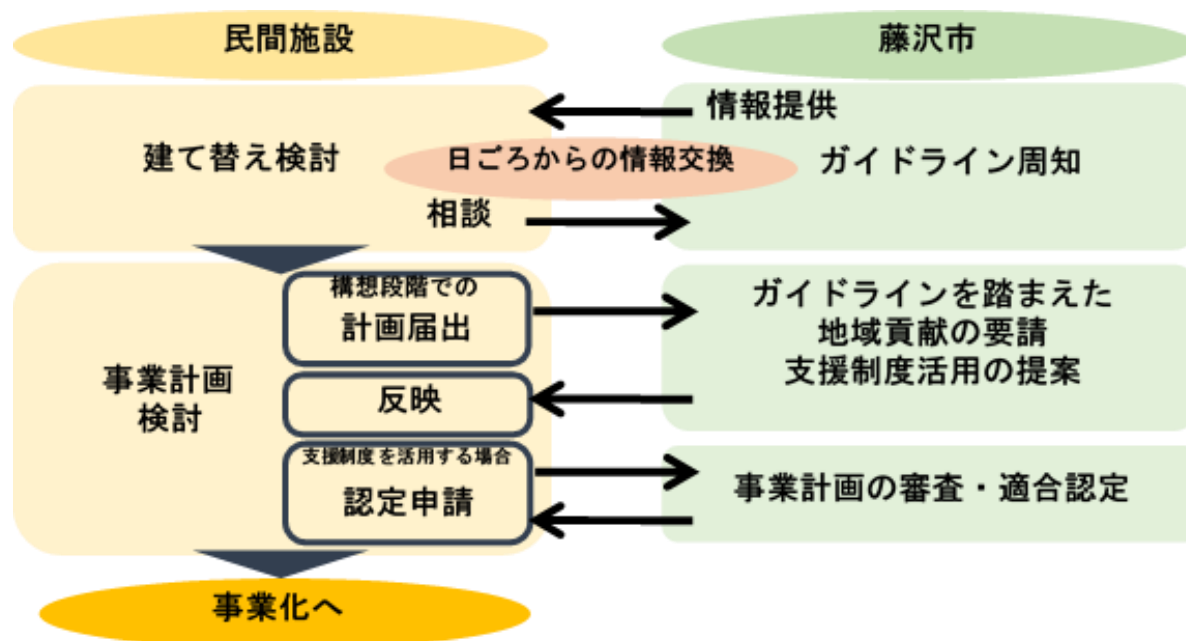 民間施設
藤沢市
情報提供
建て替え検討
日ごろからの情報交換
ガイドライン周知
相談
構想段階での
計画届出
ガイドラインを踏まえた
地域貢献の要請
支援制度活用の提案
事業計画
検討
反映
支援制度を活用する場合
認定申請
事業計画の審査・適合認定
事業化へ